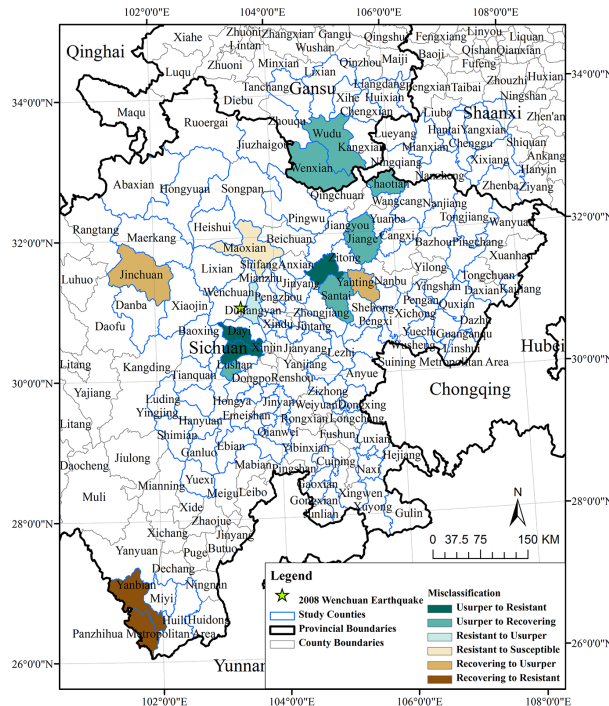 102°0'0"E 104°0'0"E 106°0'0"E 108°0'0"E
Qinghai
Xiahe
Zhuoni
Zhangxian
Gangu
Qingshui
Fengxian
Linyou
Liquan
Lintan
Wushan
Baoji
Qishan
Qianxian
Luqu
Zhuoni
Minxian
Lixian
Qinzhou
Maiji
Fufeng
Tanchang
Gansu
Liangdang
Taibai
Zhouzhi
Huxian
34°0'0"N
34°0'0"N
Diebu
Xihe
Huixian
Ningshan
Maqu
Chengxian
Liuba
Shaanxi
Zhen'an
Ruoergai
Zhouqu
Wudu
Lueyang
Hantai
Yangxian
Jiuzhaigou
Kangxian
Mianxian
Chenggu
Shiquan
Wenxian
Ningqiang
Xixiang
Ankang
Hanyin
Abaxian
Hongyuan
Songpan
Chaotian
Nanzheng
Zhenba
Ziyang
Qingchuan
Wangcang
Nanjiang
32°0'0"N
32°0'0"N
Rangtang
Heishui
Pingwu
Jiangyou
Yuanba
Tongjiang
Wanyuan
Maerkang
Maoxian
Beichuan
Jiange
Cangxi
Bazhou
Pingchang
Xuanhan
Luhuo
Jinchuan
Lixian
Shifang
Anxian
Zitong
Yilong
Tongchuan
Mianzhu
Yanting
Nanbu
Yingshan
Daxian
Kaijiang
Danba
Xiaojin
Wenchuan
Pengzhou
Jinyang
Santai
Shehong
Pengan
Quxian
Daofu
Dujiangyan
Zhongjiang
Xichong
Dazhu
Baoxing
Dayi
Xindu
Jintang
Pengxi
Yuechi
Guanganqu
Sichuan
Xinjin
Jianyang
Lezhi
Wusheng
Linshui
Hubei
30°0'0"N
30°0'0"N
Litang
Kangding
Lushan
Yanjiang
Suining Metropolitan Area
Tianquan
Dongpo
Renshou
Anyue
Chongqing
Yajiang
Luding
Hongya
Jinyan
Zizhong
Yingjing
Emeishan
Weiyuan
Dongxing
Litang
Hanyuan
Rongxian
Longchang
Shimian
Qianwei
Fushun
Luxian
Daocheng
Jiulong
Ganluo
Ebian
Yibinxian
Hejiang
Mabian
Pingshan
Cuiping
Naxi
Muli
Mianning
Yuexi
Meigu
Leibo
Gaoxian
Xingwen
Xide
Gongxian
Xuyong
Gulin
Junlian
28°0'0"N
28°0'0"N
Zhaojue
Xichang
Jinyang
Yanyuan
Puge
Butuo
Dechang
Yanbian
Ningnan
Miyi
Huili
Huidong
Panzhihua Metropolitan Area
26°0'0"N
26°0'0"N
Yunnan
N
0 37.5 75 150 KM
Legend
2008 Wenchuan Earthquake
Study Counties
Provincial Boundaries
County Boundaries
Misclassification
Usurper to Resistant
Usurper to Recovering
Resistant to Usurper
Resistant to Susceptible
Recovering to Usurper
Recovering to Resistant
102°0'0"E 104°0'0"E 106°0'0"E 108°0'0"E